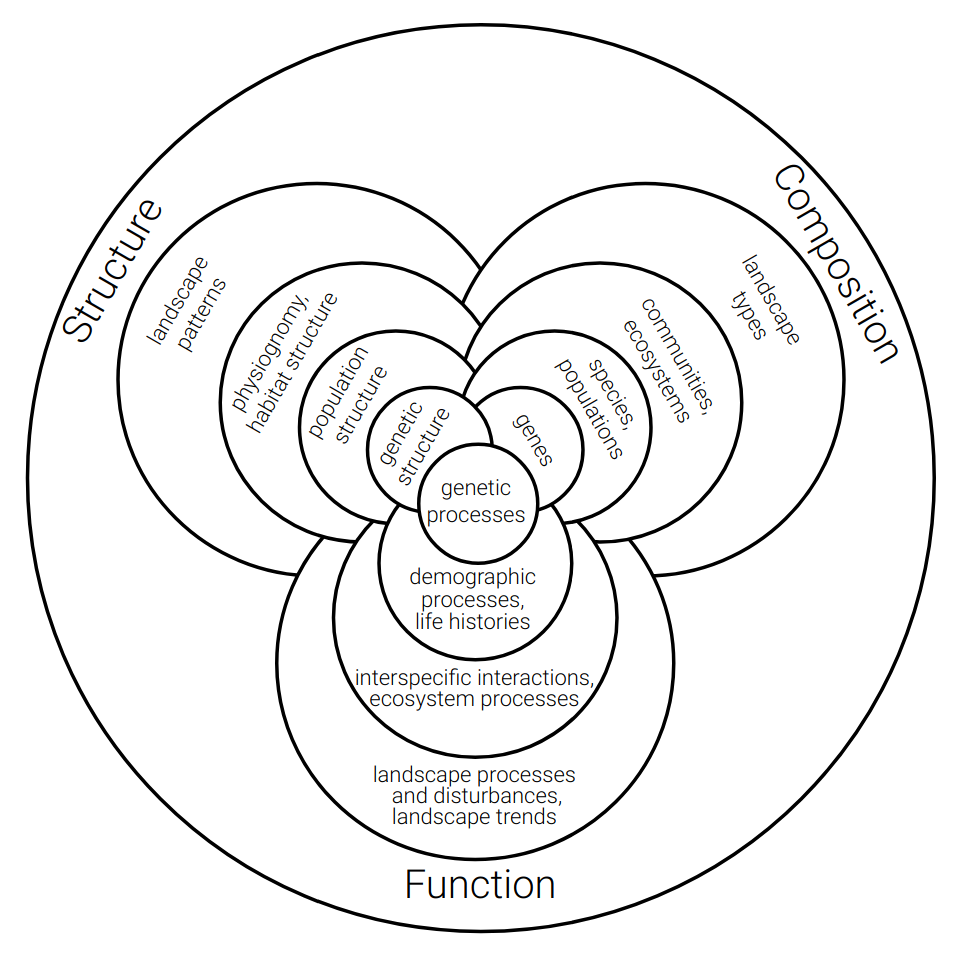 Structure
landscape
patterns
physiognomy,
habitat structure
population
structure
genetic
structure
Composition
landscape
types
communities,
ecosystems
species,
populations
genes
genetic
processes
demographic
processes,
life histories
interspecific interactions,
ecosystem processes
landscape processes
and disturbances,
landscape trends
Function